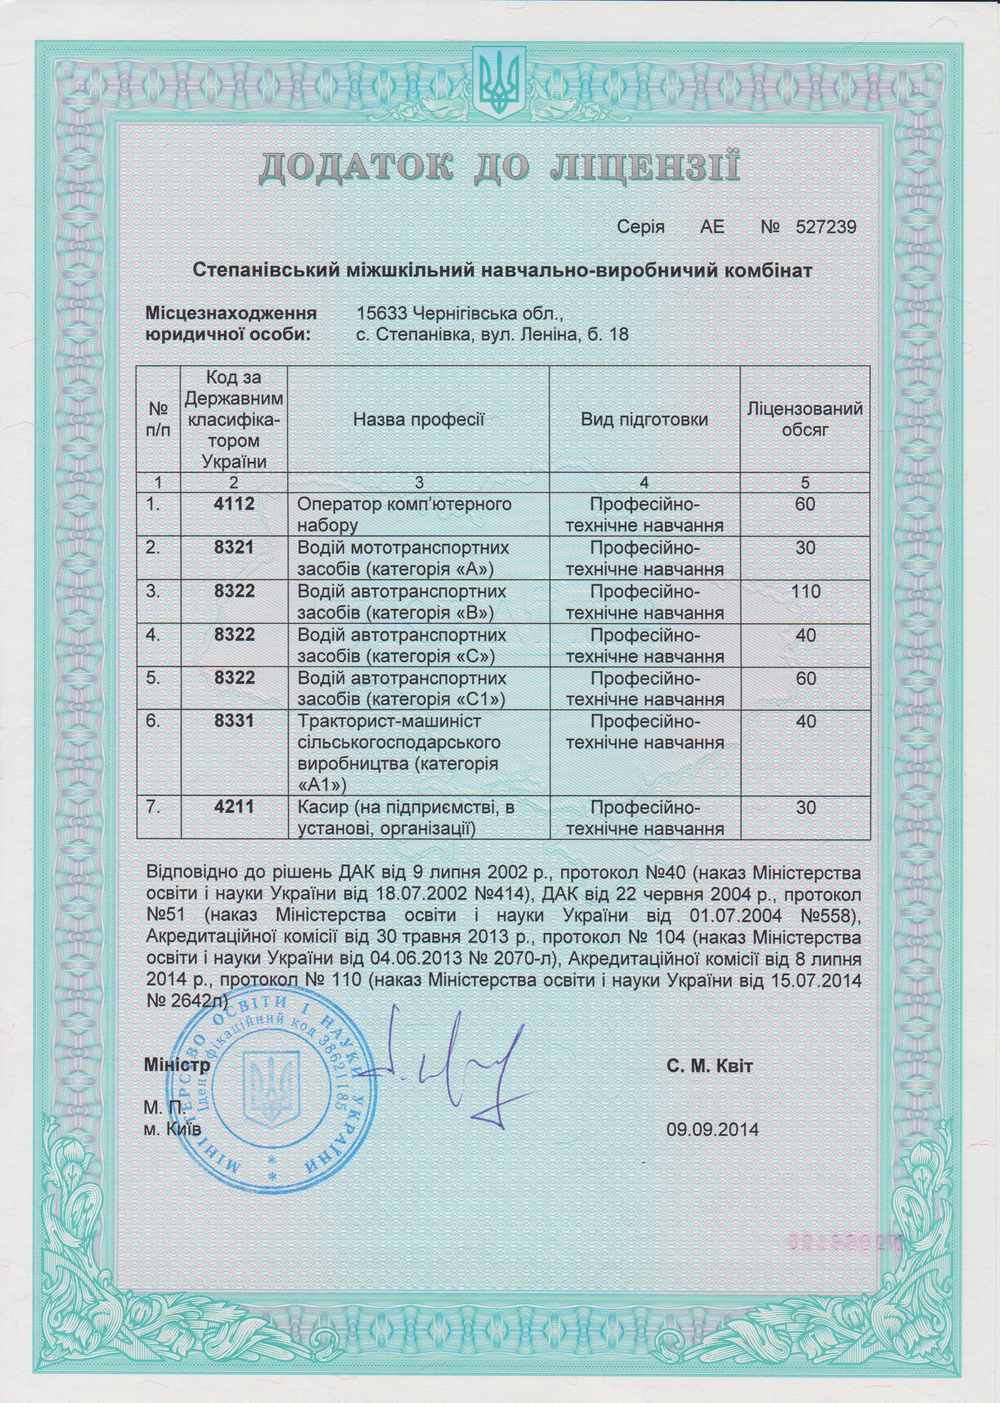 ДОДАТОК ДО ЛІЦЕНЗІЇ
Серія АЕ № 527239
Степанівський міжшкільний навчально-виробничий комбінат
Місцезнаходження 15633 Чернігівська обл.,
юридичної особи: с. Степанівка, вул. Леніна, б. 18
№ п/п
Код за Державним класифіка-тором України
Назва професії
Вид підготовки
Ліцензований обсяг
1 2 3 4 5
1. 4112 Оператор комп'ютерного Професійно- 60
набору технічне навчання
2. 8321 Водій мототранспортних Професійно- 30
засобів (категорія «А») технічне навчання
3. 8322 Водій автотранспортних Професійно- 110
засобів (категорія «В») технічне навчання
4. 8322 Водій автотранспортних Професійно- 40
засобів (категорія «С») технічне навчання
5. 8322 Водій автотранспортних Професійно- 60
засобів (категорія «С1») технічне навчання
6. 8331 Тракторист-машиніст Професійно- 40
сільськогосподарського технічне навчання
виробництва (категорія
«А1»)
7. 4211 Касир (на підприємстві, в Професійно- 30
установі, організації) технічне навчання
Відповідно до рішень ДАК від 9 липня 2002 р., протокол №40 (наказ Міністерства
освіти і науки України від 18.07.2002 №414), ДАК від 22 червня 2004 р., протокол
№51 (наказ Міністерства освіти і науки України від 01.07.2004 №558),
Акредитаційної комісії від 30 травня 2013 р., протокол № 104 (наказ Міністерства
освіти і науки України від 04.06.2013 № 2070-л), Акредитаційної комісії від 8 липня
2014 р., протокол № 110 (наказ Міністерства освіти і науки України від 15.07.2014
№ 2642л)
Міністр С. М. Квіт
М. П.
м. Київ 09.09.2014
МІНІСТЕРСТВО ОСВІТИ І НАУКИ УКРАЇНИ
Ідентифікаційний код 38621185